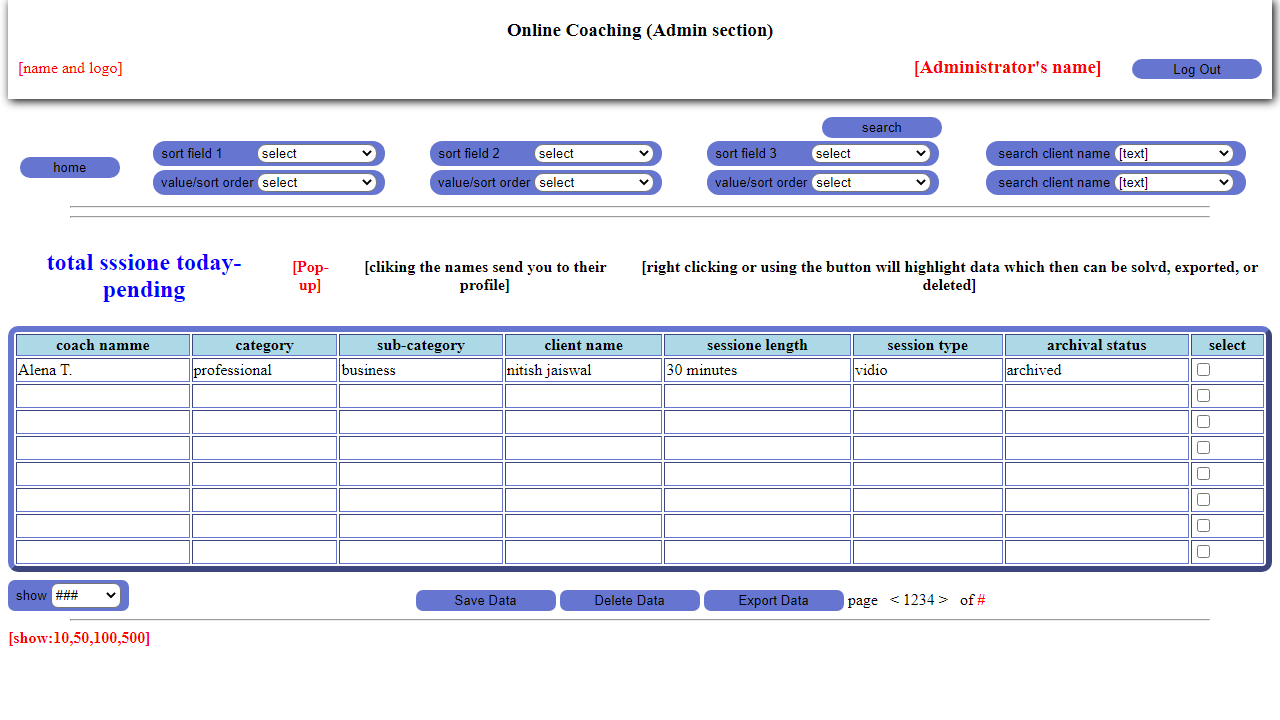 Online Coaching (Admin section)
[name and logo] [Administrator's name] Log Out
search
home
sort field 1 select sort field 2 select sort field 3 select search client name [text]
value/sort order select value/sort order select value/sort order select search client name [text]
total sssione today-
pending
[Pop-
up]
[cliking the names send you to their
profile]
[right clicking or using the button will highlight data which then can be solvd, exported, or
deleted]
coach namme category sub-category client name sessione length session type archival status select
Alena T. professional business nitish jaiswal 30 minutes vidio archived
show ###
Save Data Delete Data Export Data page < 1234 > of #
[show:10,50,100,500]